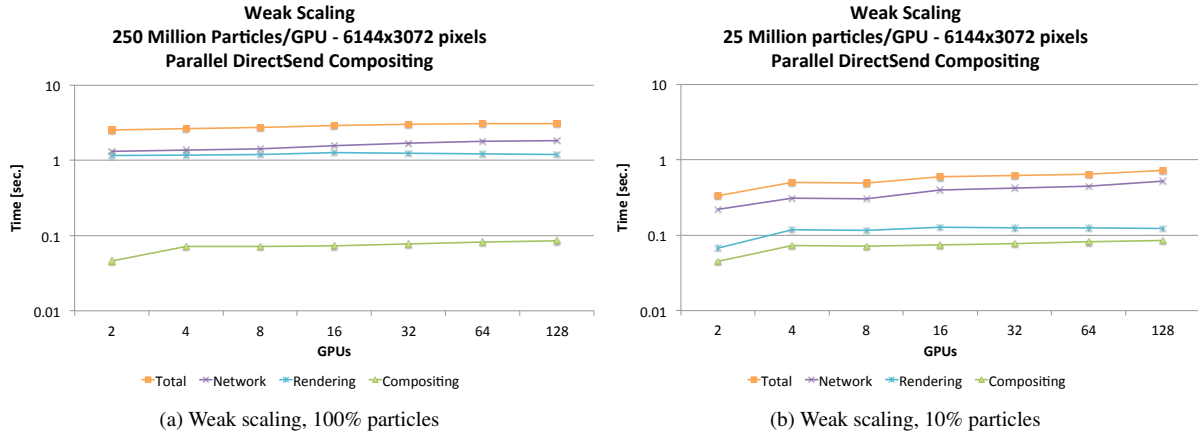 Weak Scaling
250 Million Particles/GPU - 6144x3072 pixels
Parallel DirectSend Compositing
10
1
0.1
0.01
Time [sec.]
2 4 8 16 32 64 128
GPUs
Total Network Rendering Compositing
(a) Weak scaling, 100% particles
Weak Scaling
25 Million particles/GPU - 6144x3072 pixels
Parallel DirectSend Compositing
10
1
0.1
0.01
Time [sec.]
2 4 8 16 32 64 128
GPUs
Total Network Rendering Compositing
(b) Weak scaling, 10% particles